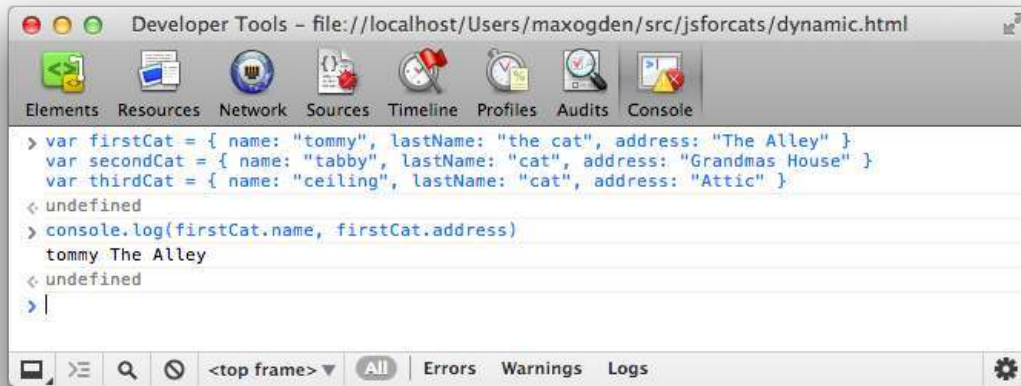 Developer Tools - file://localhost/Users/maxogden/src/jsforcats/dynamic.html
Elements Resources Network Sources Timeline Profiles Audits Console
> var firstCat = { name: "tommy", lastName: "the cat", address: "The Alley" }
var secondCat = { name: "tabby", lastName: "cat", address: "Grandmas House" }
var thirdCat = { name: "ceiling", lastName: "cat", address: "Attic" }
undefined
> console.log(firstCat.name, firstCat.address)
tommy The Alley
undefined
>
<top frame> All Errors Warnings Logs